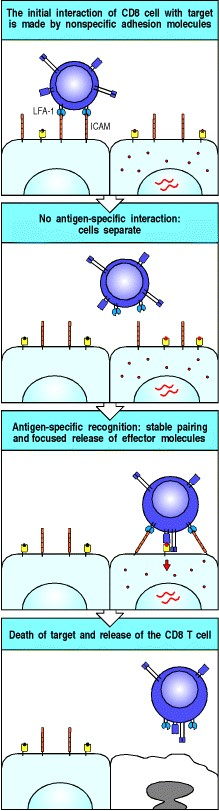 The initial interaction of CD8 cell with target
is made by nonspecific adhesion molecules
LFA-1
ICAM
No antigen-specific interaction:
cells separate
Antigen-specific recognition: stable pairing
and focused release of effector molecules
Death of target and release of the CD8 T cell